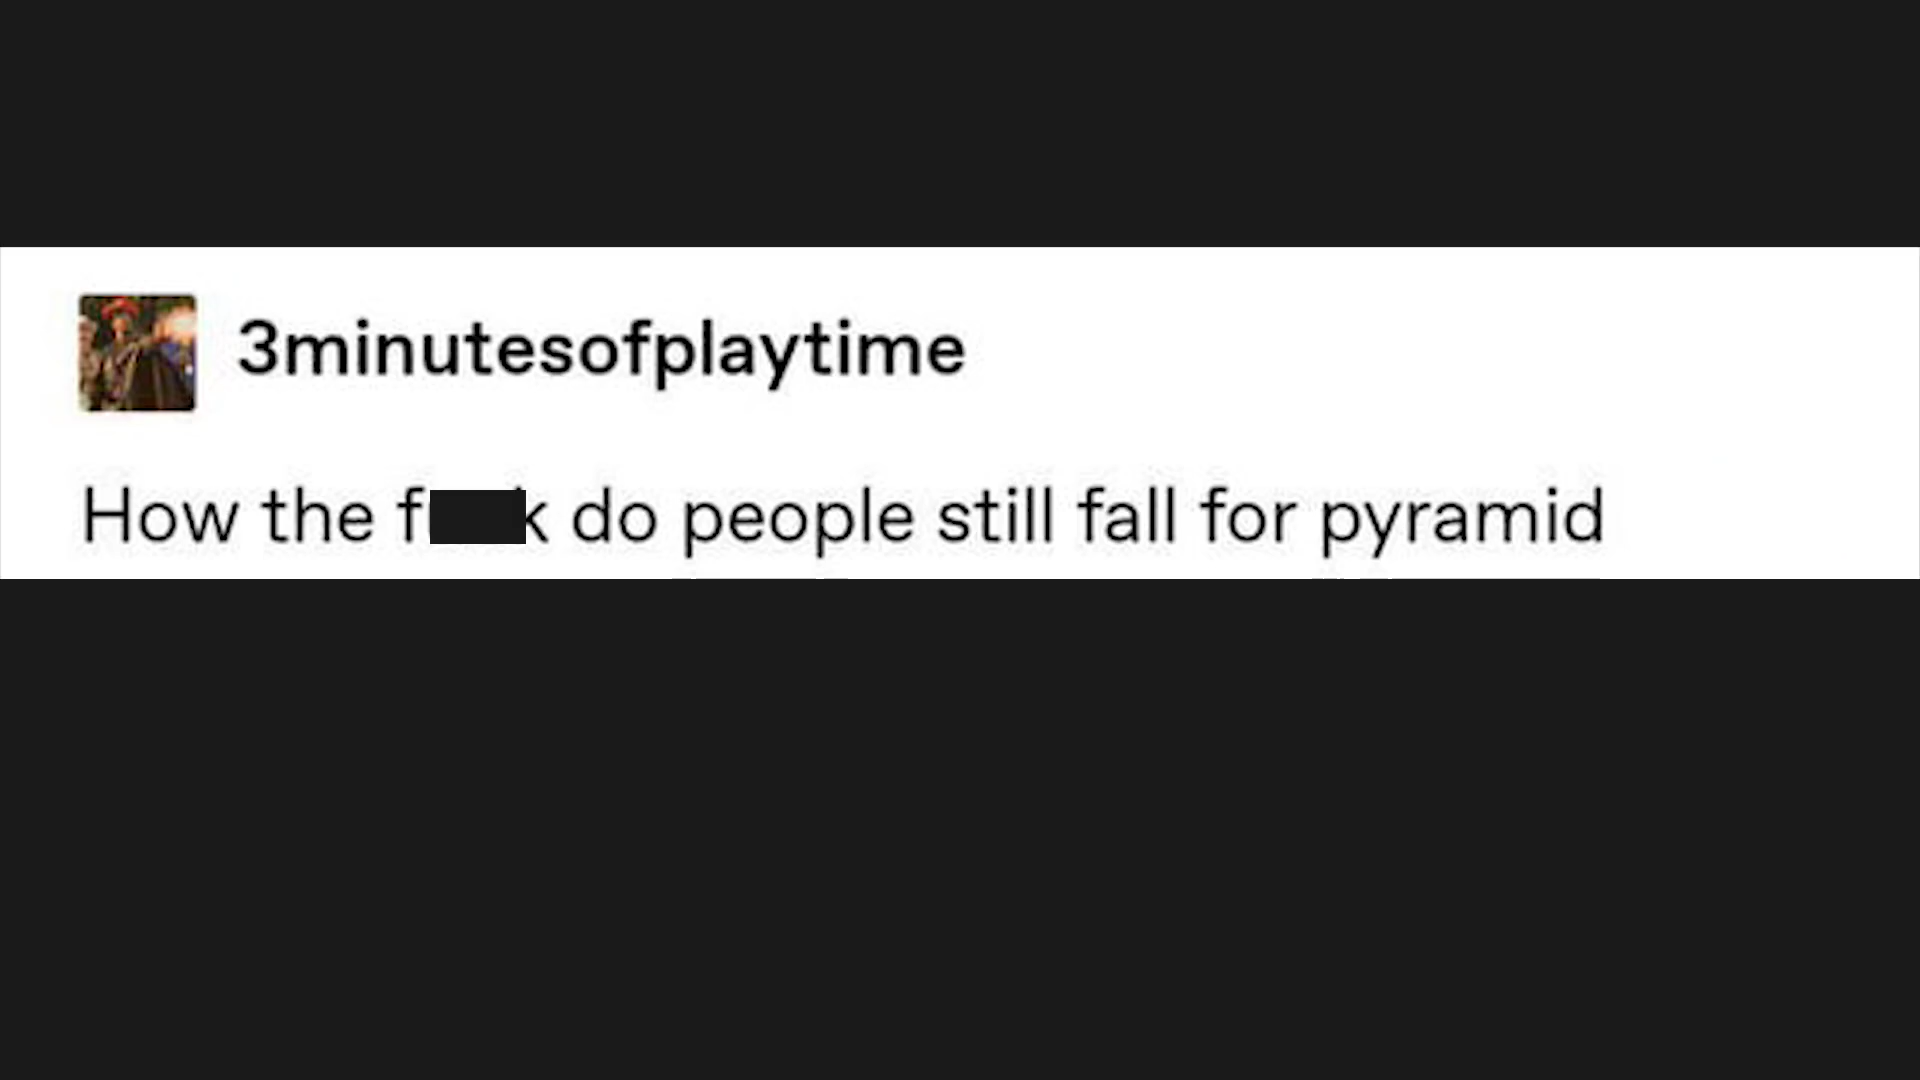 3minutesofplaytime
How the f██k do people still fall for pyramid